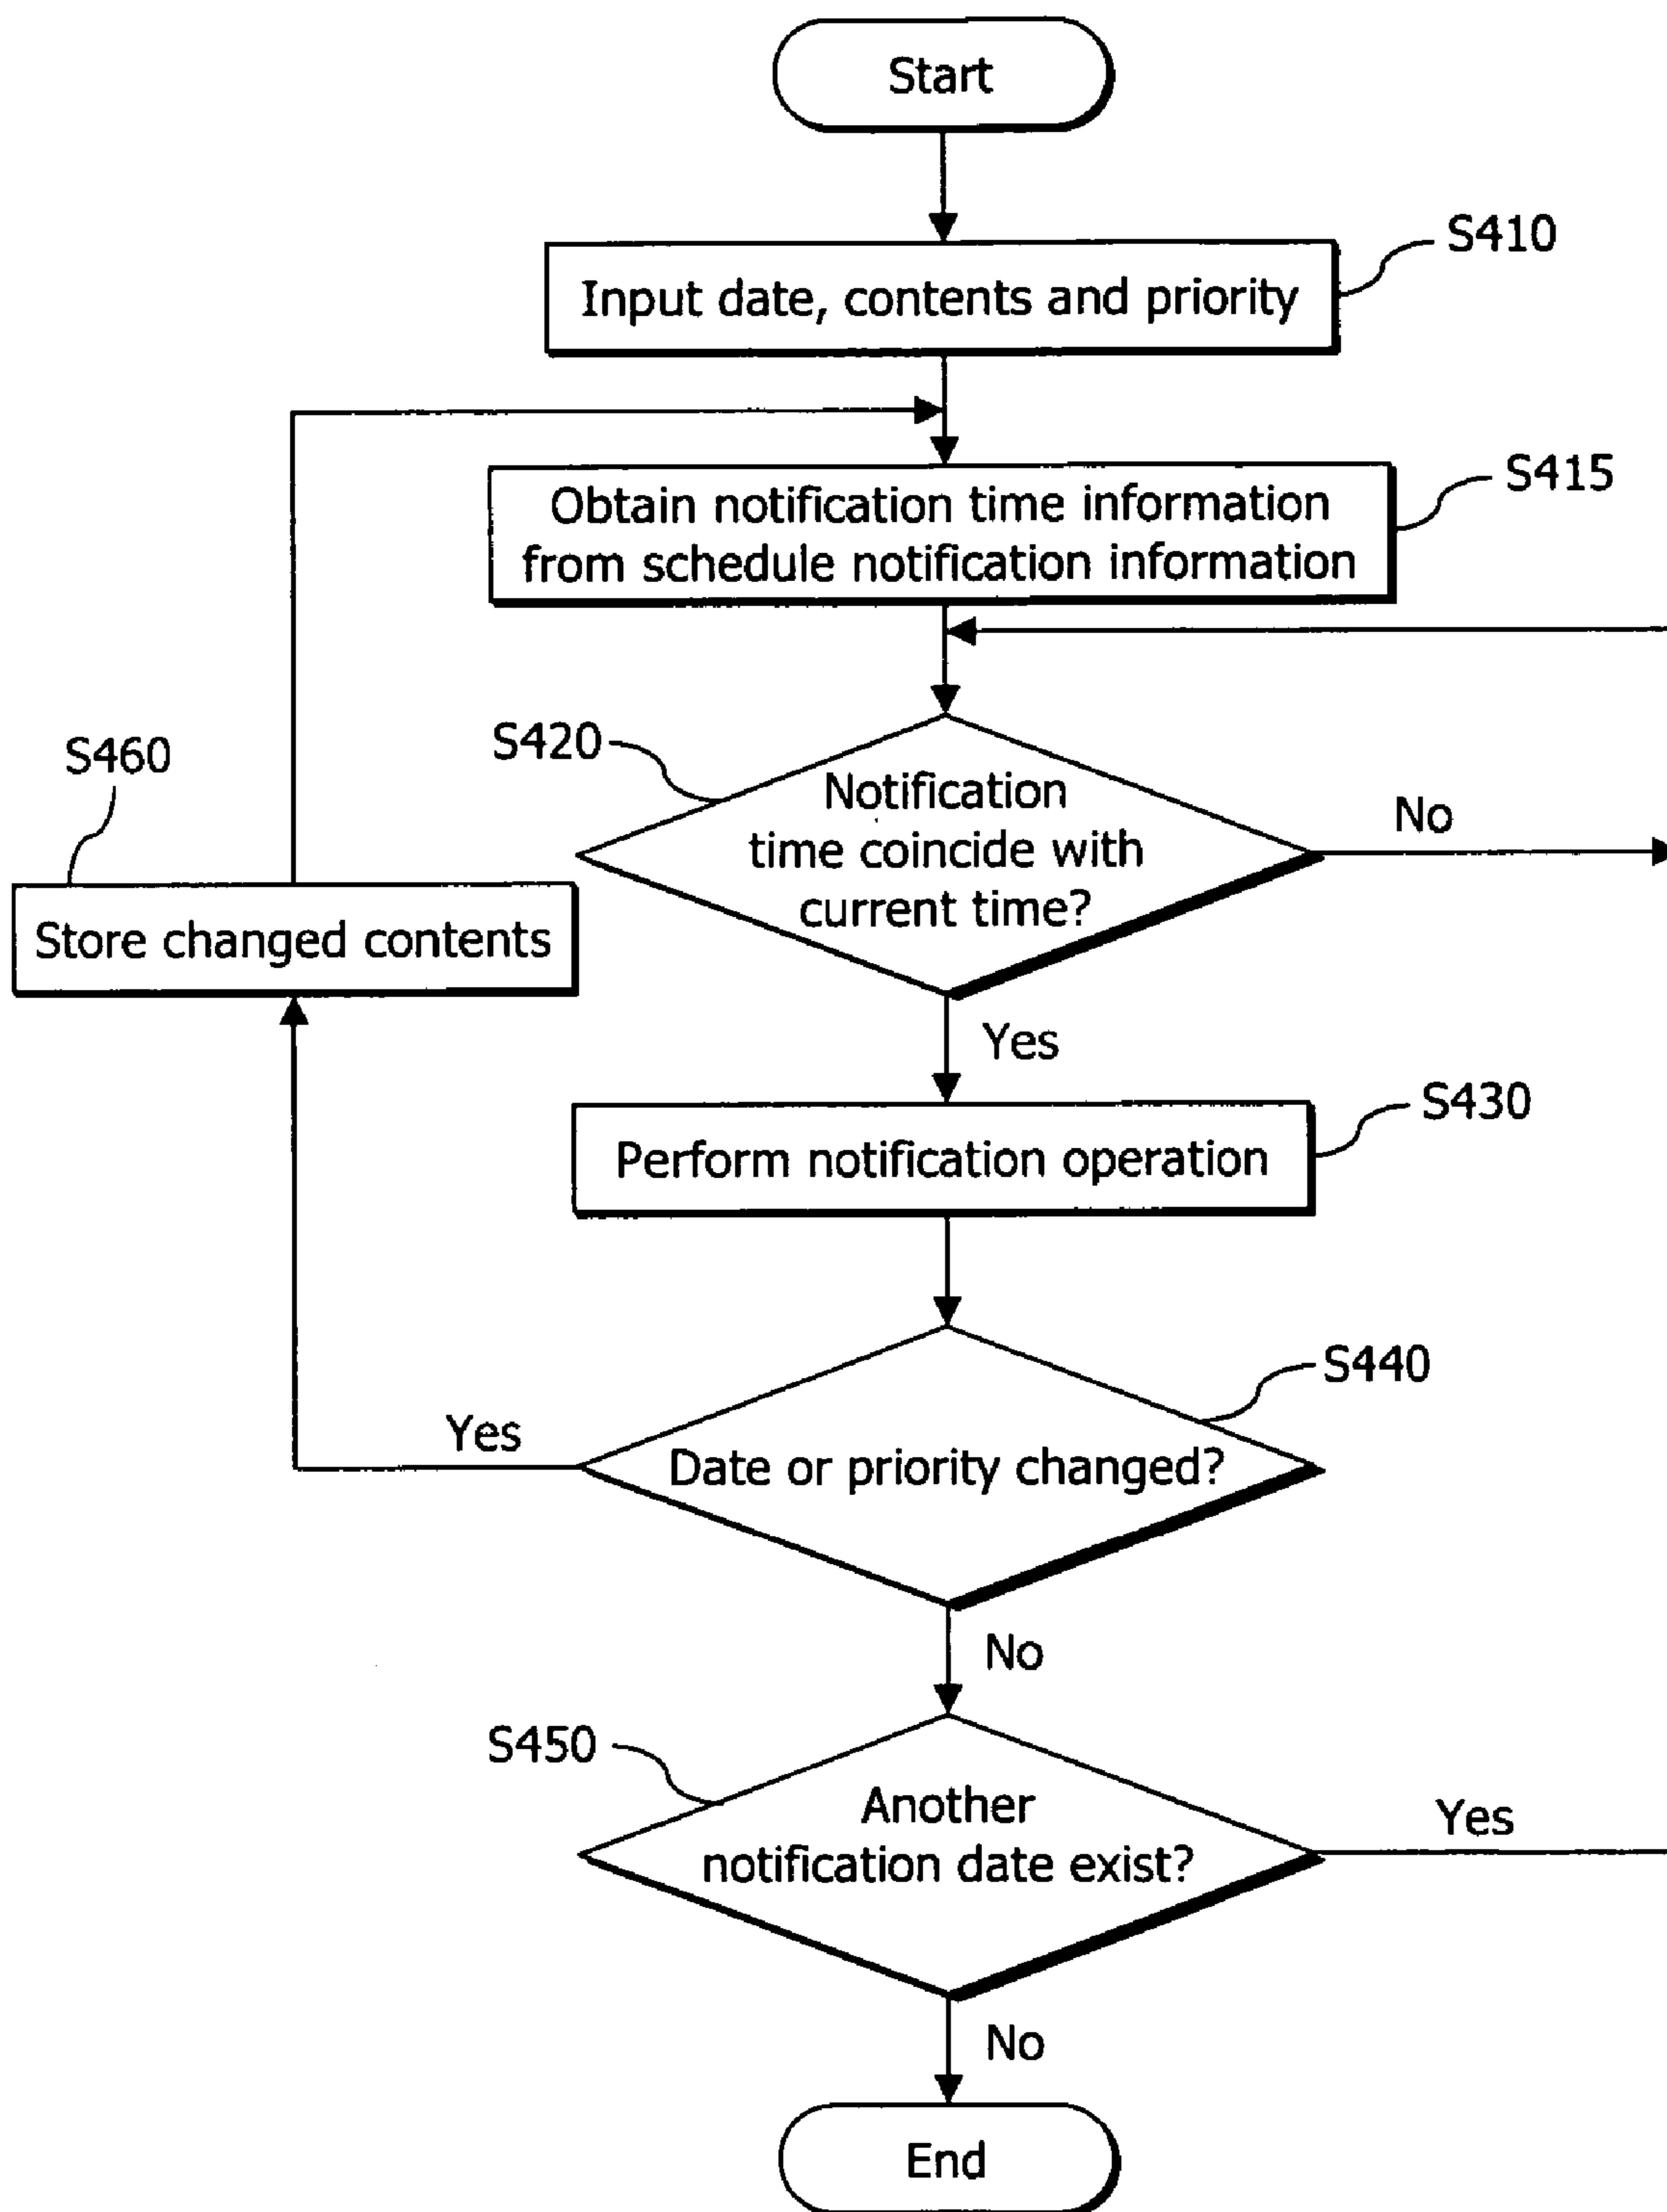 Start
S410
Input date, contents and priority
S415
Obtain notification time information
from schedule notification information
S460
S420
Notification
time coincide with
current time?
No
Store changed contents
Yes
S430
Perform notification operation
S440
Yes
Date or priority changed?
No
S450
Another
notification date exist?
Yes
No
End